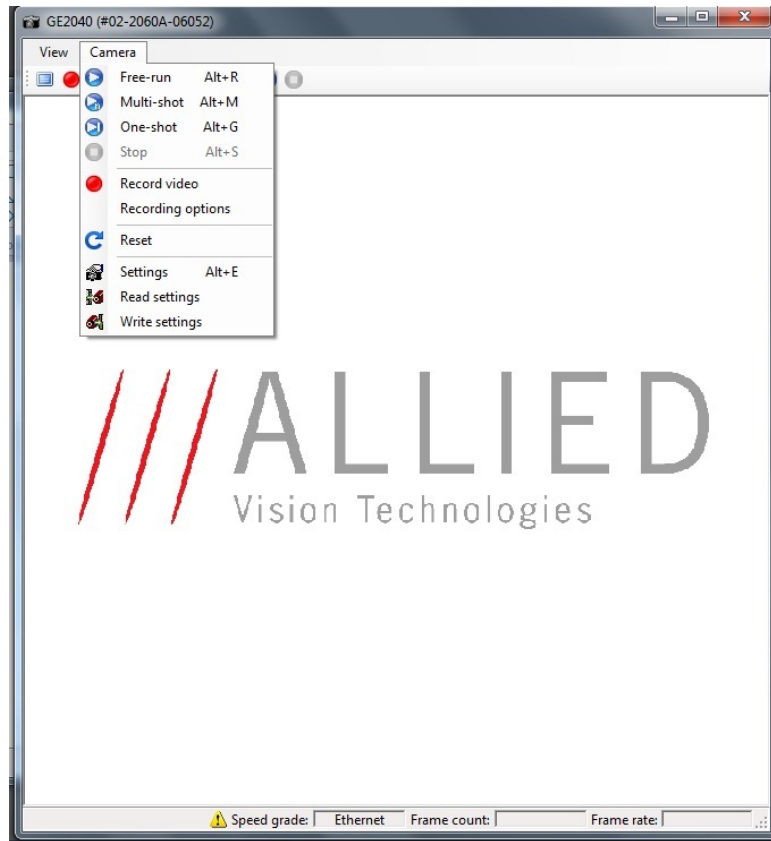 GE2040 (#02-2060A-06052)
View Camera
Free-run Alt+R
Multi-shot Alt+M
One-shot Alt+G
Stop Alt+S
Record video
Recording options
Reset
Settings Alt+E
Read settings
Write settings
ALLIED
Vision Technologies
Speed grade: Ethernet Frame count: Frame rate: